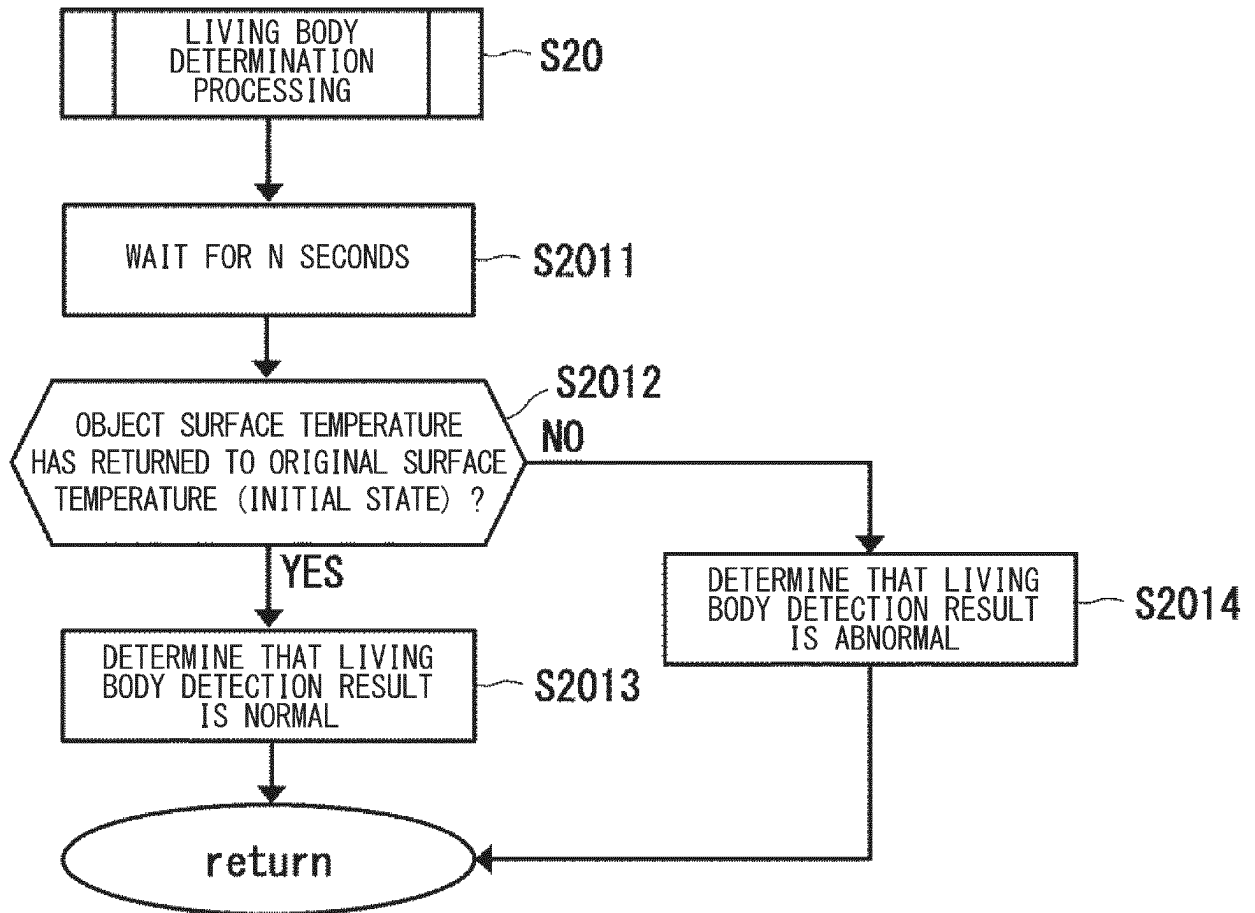 LIVING BODY
DETERMINATION
PROCESSING
S20
WAIT FOR N SECONDS
S2011
S2012
OBJECT SURFACE TEMPERATURE
HAS RETURNED TO ORIGINAL SURFACE
TEMPERATURE (INITIAL STATE) ?
NO
YES
DETERMINE THAT LIVING
BODY DETECTION RESULT
IS ABNORMAL
S2014
DETERMINE THAT LIVING
BODY DETECTION RESULT
IS NORMAL
S2013
return